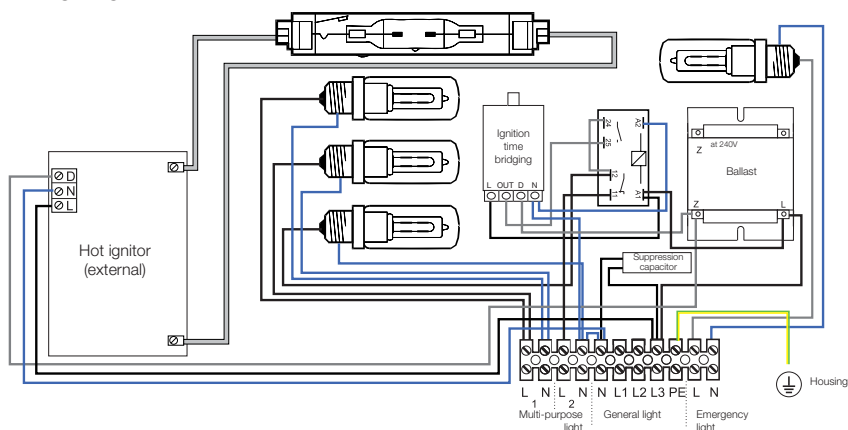 Ignition
time
bridging
L OUT D N
24
25
12
11
A2
A1
at 240V
Z
Ballast
Z
L
D
N
L
Hot ignitor
(external)
Suppression
capacitor
L N L N N L1 L2 L3 PE L N
1 2
Multi-purpose
light
General light
Emergency
light
Housing